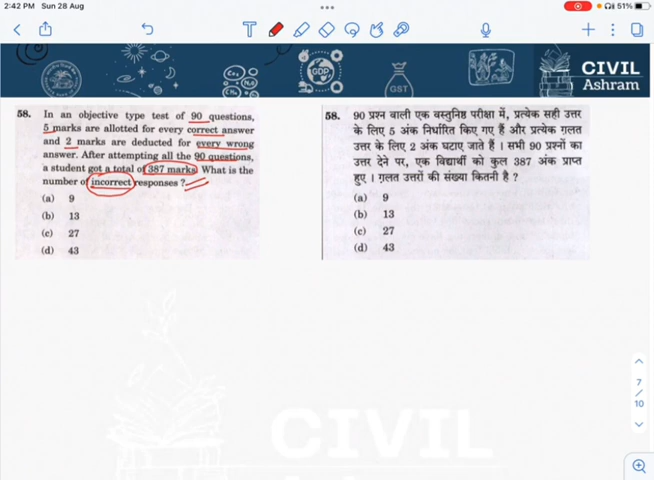 2:42 PM Sun 28 Aug
51%
GDP
GST
CIVIL
Ashram
58. In an objective type test of 90 questions,
5 marks are allotted for every correct answer
and 2 marks are deducted for every wrong
answer. After attempting all the 90 questions,
a student got a total of 387 marks. What is the
number of incorrect responses ?
(a) 9
(b) 13
(c) 27
(d) 43
58. 90 प्रश्न वाली एक वस्तुनिष्ठ परीक्षा में, प्रत्येक सही उत्तर
के लिए 5 अंक निर्धारित किए गए हैं और प्रत्येक ग़लत
उत्तर के लिए 2 अंक घटाए जाते हैं । सभी 90 प्रश्नों का
उत्तर देने पर, एक विद्यार्थी को कुल 387 अंक प्राप्त
हुए । ग़लत उत्तरों की संख्या कितनी है ?
(a) 9
(b) 13
(c) 27
(d) 43
7
/
10
CIVIL